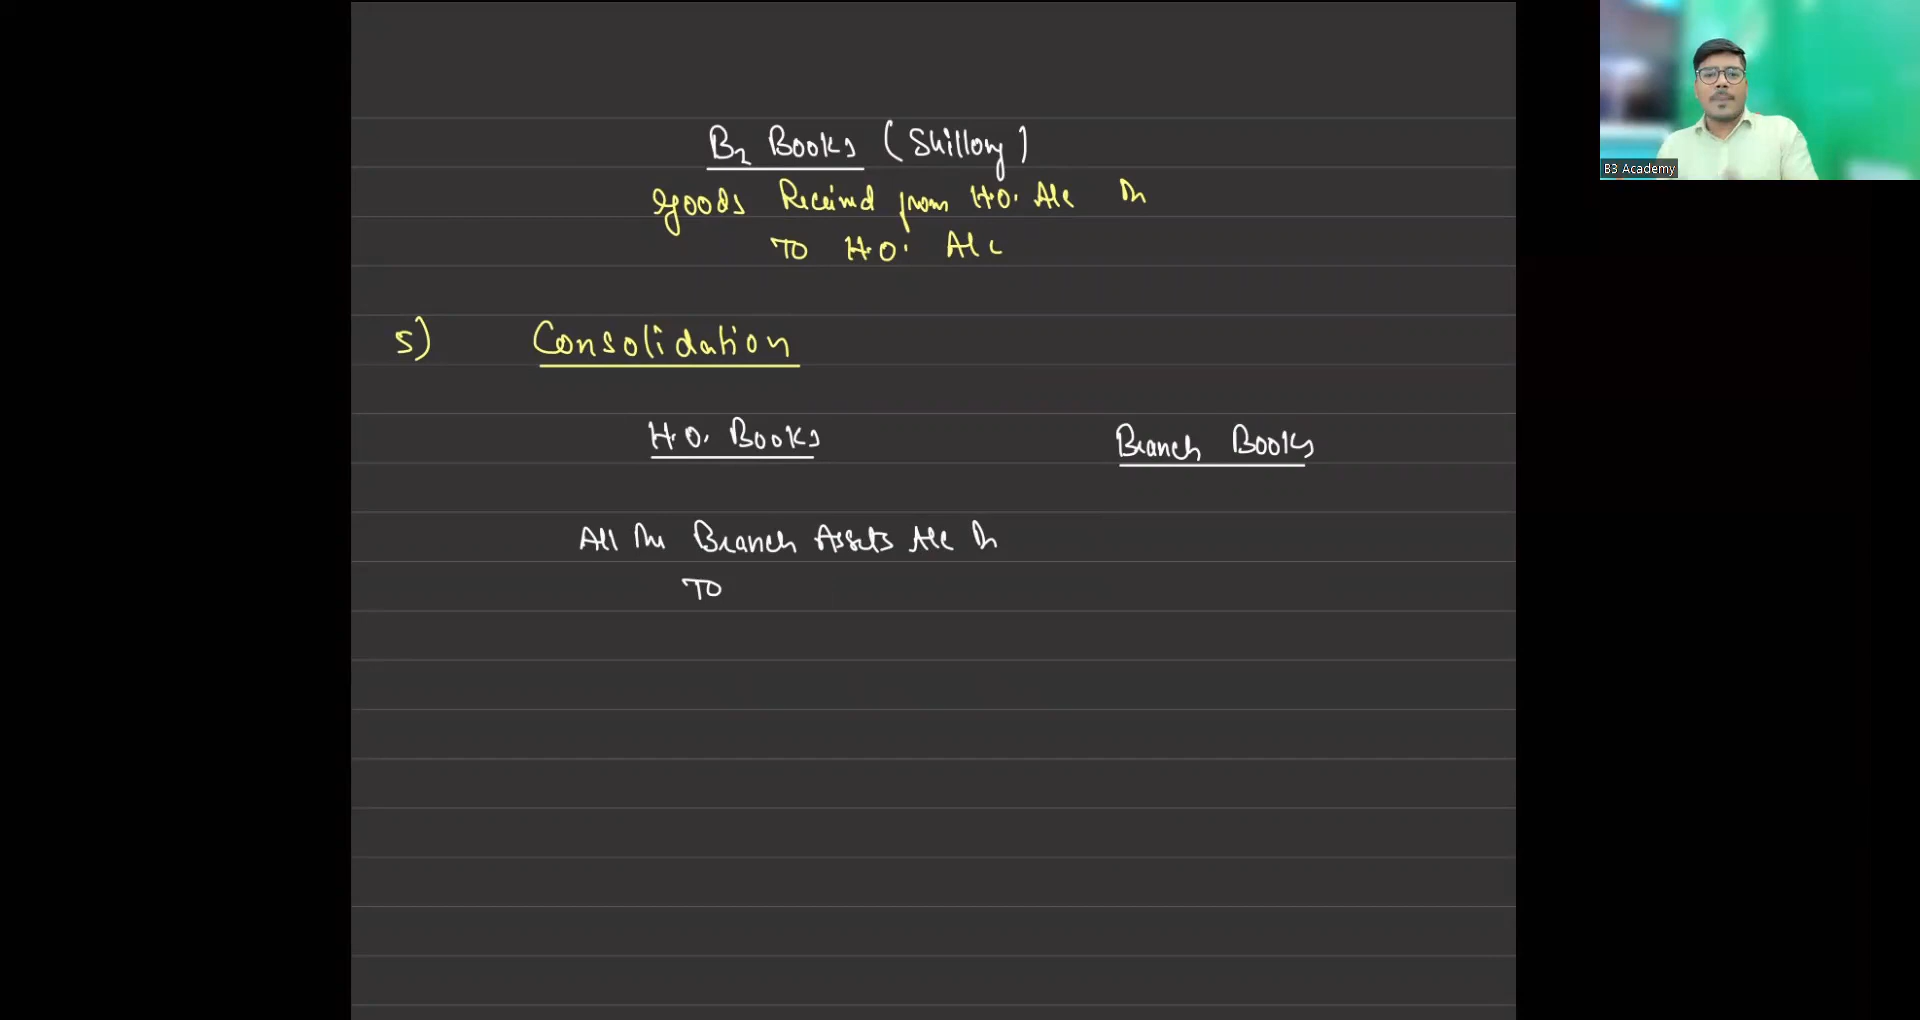 B2 Books (Shillong)
Goods Received from H.O. A/c Dr
TO H.O. A/c
5) Consolidation
H.O. Books
Branch Books
All the Branch Assets A/c Dr
TO
B3 Academy